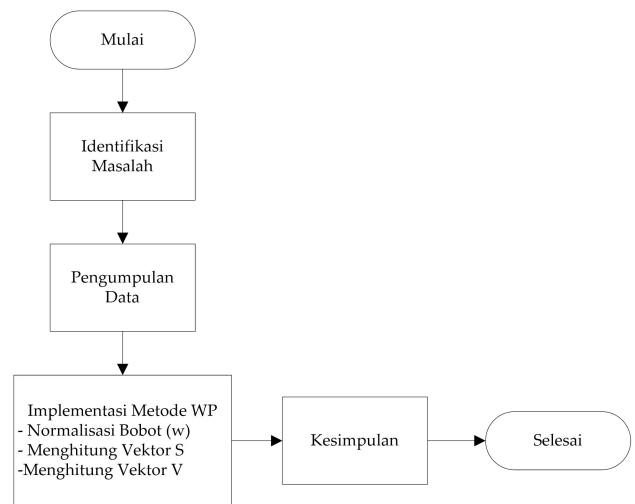 Mulai
Identifikasi
Masalah
Pengumpulan
Data
Implementasi Metode WP
- Normalisasi Bobot (w)
- Menghitung Vektor S
-Menghitung Vektor V
Kesimpulan
Selesai